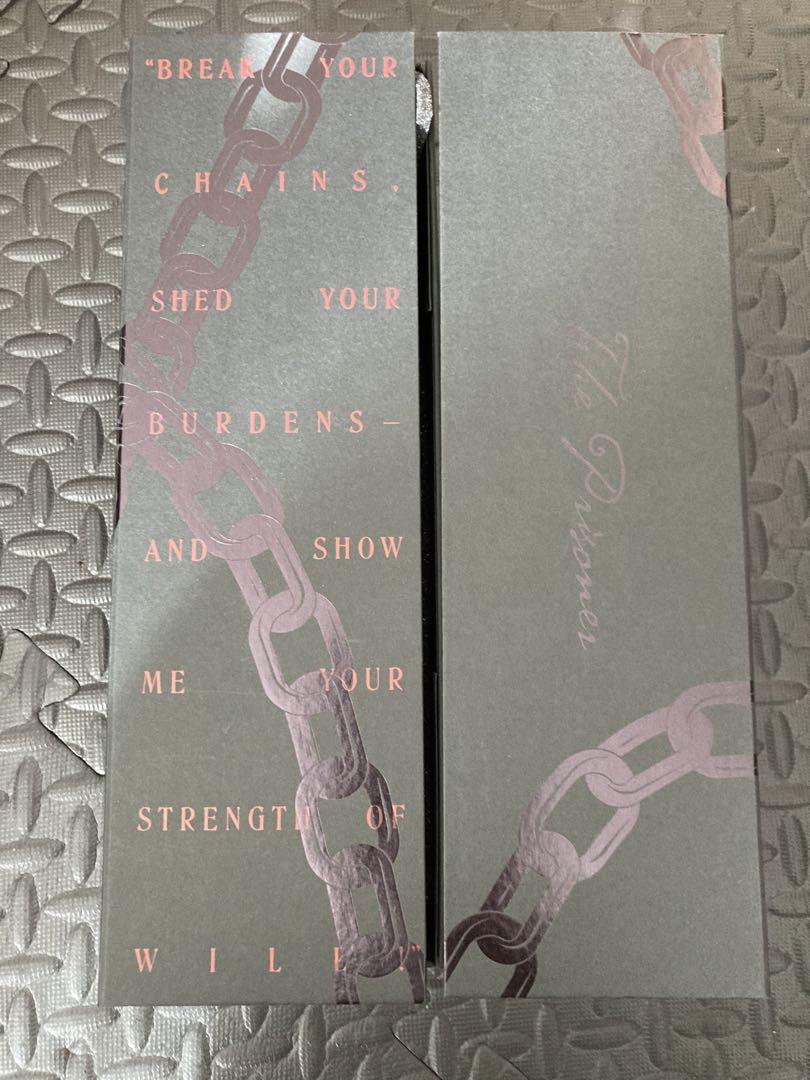 “BREAK YOUR
CHAINS,
SHED YOUR
BURDENS—
AND SHOW
ME YOUR
STRENGTH OF
WILL!”
The Prisoner